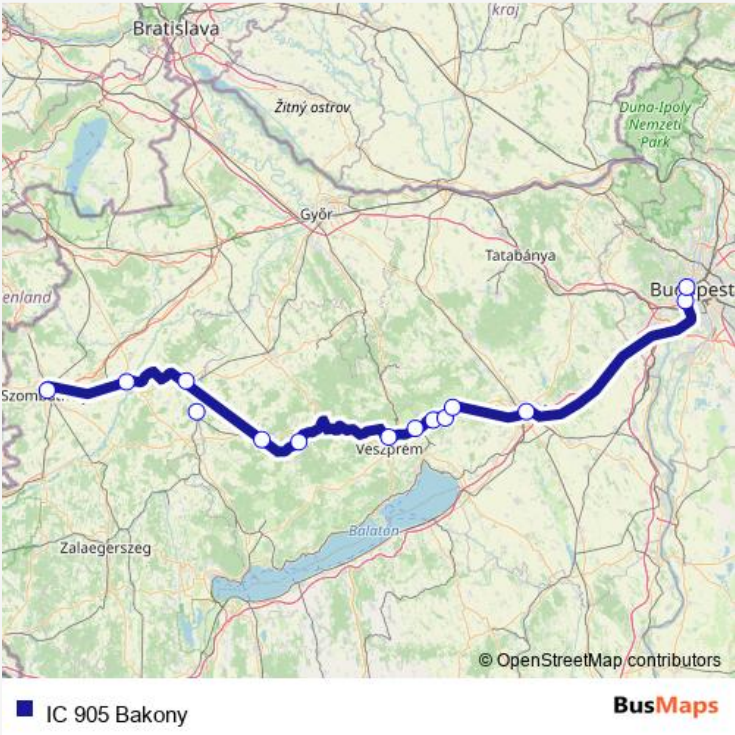 kraj
Bratislava
Žitný ostrov
Duna-Ipoly
Nemzeti
Park
Győr
Tatabánya
enland
Szombat
Veszprém
Balaton
Zalaegerszeg
© OpenStreetMap contributors
IC 905 Bakony
BusMaps